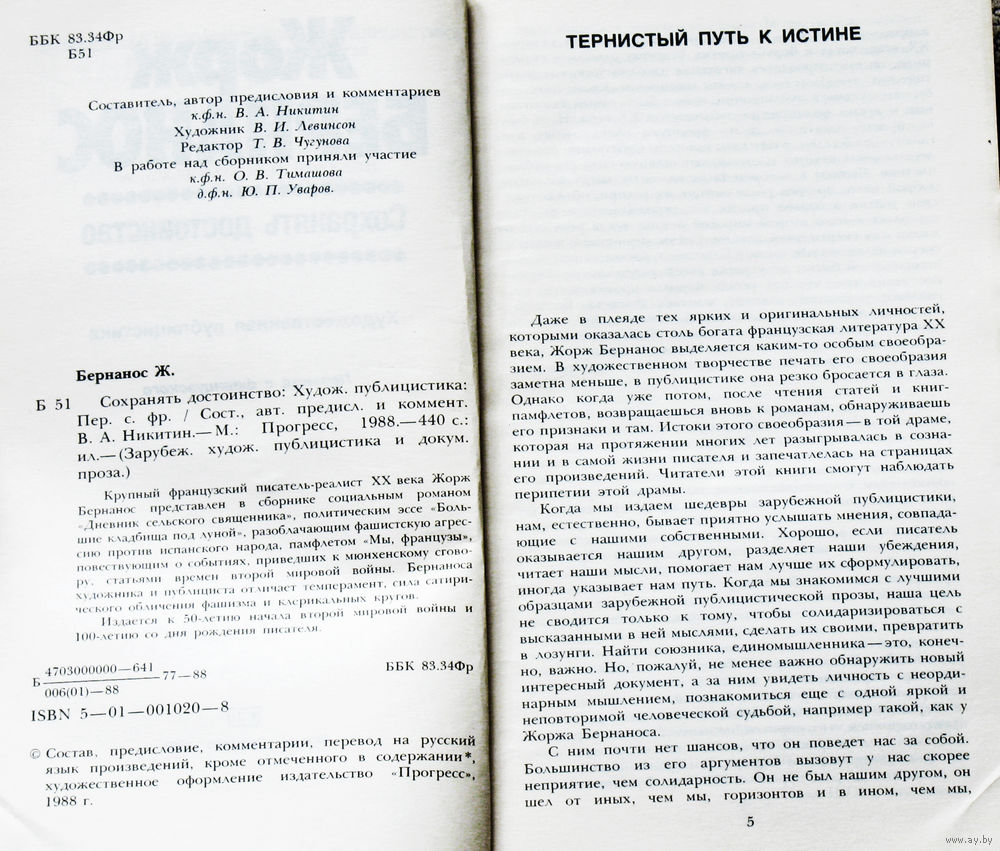 ББК 83.34Фр
Б51
Составитель, автор предисловия и комментариев
к.ф.н. В. А. Никитин
Художник В. И. Левинсон
Редактор Т. В. Чугунова
В работе над сборником приняли участие
к.ф.н. О. В. Тимашова
д.ф.н. Ю. П. Уваров.
Бернанос Ж.
Б 51 Сохранять достоинство: Худож. публицистика:
Пер. с. фр. / Сост., авт. предисл. и коммент.
В. А. Никитин.— М.: Прогресс, 1988.—440 с.:
ил.—(Зарубеж. худож. публицистика и докум.
проза.)
Крупный французский писатель-реалист XX века Жорж
Бернанос представлен в сборнике социальным романом
«Дневник сельского священника», политическим эссе «Боль-
шие кладбища под луной», разоблачающим фашистскую агрес-
сию против испанского народа, памфлетом «Мы, французы»,
повествующим о событиях, приведших к мюнхенскому сгово-
ру, статьями времен второй мировой войны. Бернаноса
художника и публициста отличает темперамент, сила сатири-
ческого обличения фашизма и клерикальных кругов.
Издается к 50-летию начала второй мировой войны и
100-летию со дня рождения писателя.
Б 4703000000—641
006(01)—88
77—88
ББК 83.34Фр
ISBN 5—01—001020—8
© Состав, предисловие, комментарии, перевод на русский
язык произведений, кроме отмеченного в содержании*,
художественное оформление издательство «Прогресс»,
1988 г.
ТЕРНИСТЫЙ ПУТЬ К ИСТИНЕ
Даже в плеяде тех ярких и оригинальных личностей,
которыми оказалась столь богата французская литература XX
века, Жорж Бернанос выделяется каким-то особым своеобра-
зием. В художественном творчестве печать его своеобразия
заметна меньше, в публицистике она резко бросается в глаза.
Однако когда уже потом, после чтения статей и книг-
памфлетов, возвращаешься вновь к романам, обнаруживаешь
его признаки и там. Истоки этого своеобразия—в той драме,
которая на протяжении многих лет разыгрывалась в созна-
нии и в самой жизни писателя и запечатлелась на страницах
его произведений. Читатели этой книги смогут наблюдать
перипетии этой драмы.
Когда мы издаем шедевры зарубежной публицистики,
нам, естественно, бывает приятно услышать мнения, совпада-
ющие с нашими собственными. Хорошо, если писатель
оказывается нашим другом, разделяет наши убеждения,
читает наши мысли, помогает нам лучше их сформулировать,
иногда указывает нам путь. Когда мы знакомимся с лучшими
образцами зарубежной публицистической прозы, наша цель
не сводится только к тому, чтобы солидаризироваться с
высказанными в ней мыслями, сделать их своими, превратить
в лозунги. Найти союзника, единомышленника—это, конеч-
но, важно. Но, пожалуй, не менее важно обнаружить новый
интересный документ, а за ним увидеть личность с неорди-
нарным мышлением, познакомиться еще с одной яркой и
неповторимой человеческой судьбой, например такой, как у
Жоржа Бернаноса.
С ним почти нет шансов, что он поведет нас за собой.
Большинство из его аргументов вызовут у нас скорее
неприятие, чем солидарность. Он не был нашим другом, он
шел от иных, чем мы, горизонтов и в ином, чем мы,
5
www.ay.by